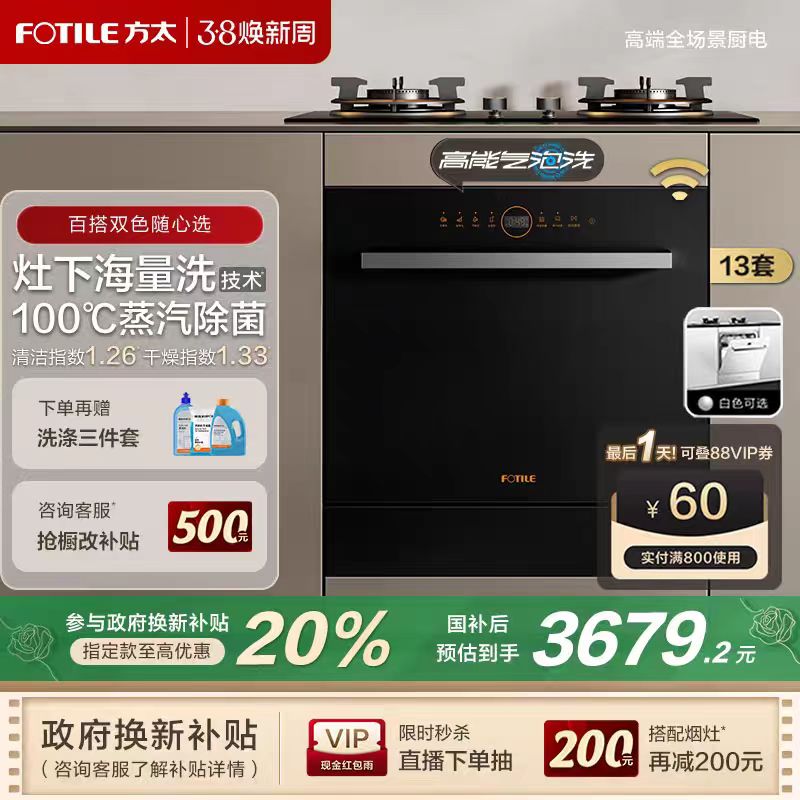 FOTILE 方太 3·8焕新周
高端全场景厨电
高能气泡洗
百搭双色随心选
灶下海量洗技术*
100℃蒸汽除菌
清洁指数1.26* 干燥指数1.33*
13套
白色可选
下单再赠
洗涤三件套
咨询客服*
抢橱改补贴
500元
FOTILE
最后1天!可叠88VIP券
¥60
实付满800使用
参与政府换新补贴
指定款至高优惠
20%
国补后
预估到手
3679.2元
政府换新补贴
(咨询客服了解补贴详情)
VIP
现金红包雨
限时秒杀
直播下单抽
200元
搭配烟灶*
再减200元